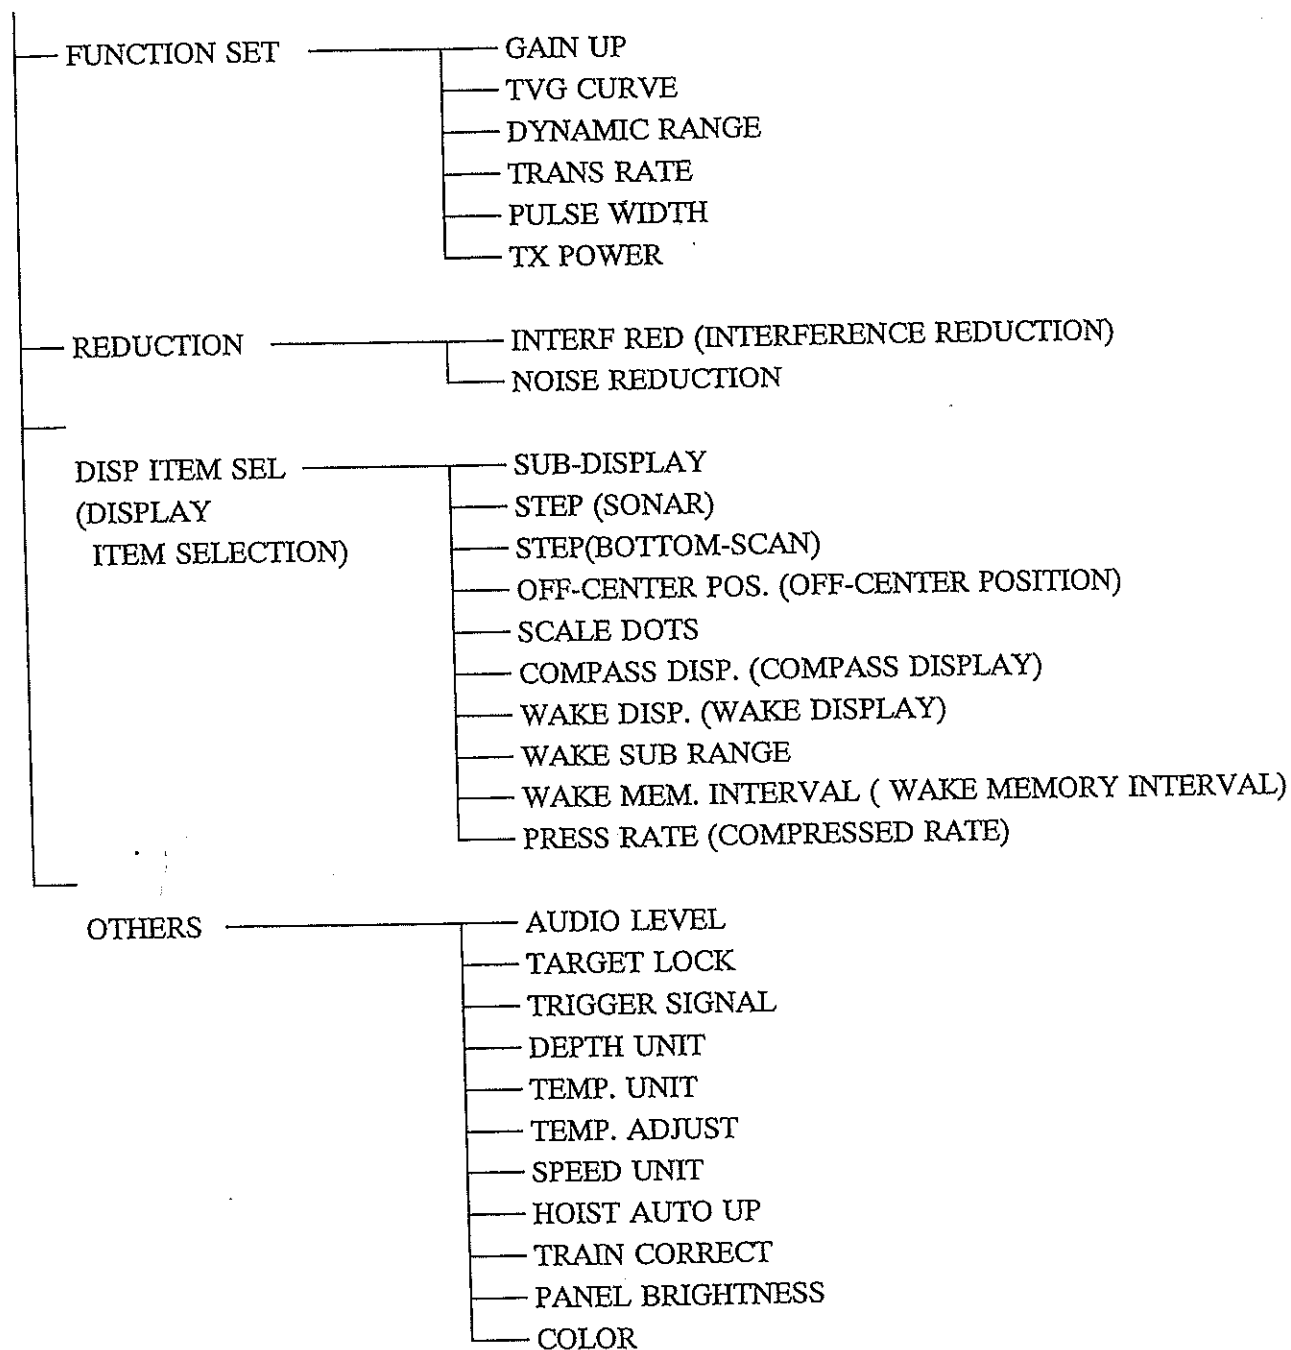 FUNCTION SET
GAIN UP
TVG CURVE
DYNAMIC RANGE
TRANS RATE
PULSE WIDTH
TX POWER
REDUCTION
INTERF RED (INTERFERENCE REDUCTION)
NOISE REDUCTION
DISP ITEM SEL
(DISPLAY
ITEM SELECTION)
SUB-DISPLAY
STEP (SONAR)
STEP(BOTTOM-SCAN)
OFF-CENTER POS. (OFF-CENTER POSITION)
SCALE DOTS
COMPASS DISP. (COMPASS DISPLAY)
WAKE DISP. (WAKE DISPLAY)
WAKE SUB RANGE
WAKE MEM. INTERVAL ( WAKE MEMORY INTERVAL)
PRESS RATE (COMPRESSED RATE)
OTHERS
AUDIO LEVEL
TARGET LOCK
TRIGGER SIGNAL
DEPTH UNIT
TEMP. UNIT
TEMP. ADJUST
SPEED UNIT
HOIST AUTO UP
TRAIN CORRECT
PANEL BRIGHTNESS
COLOR